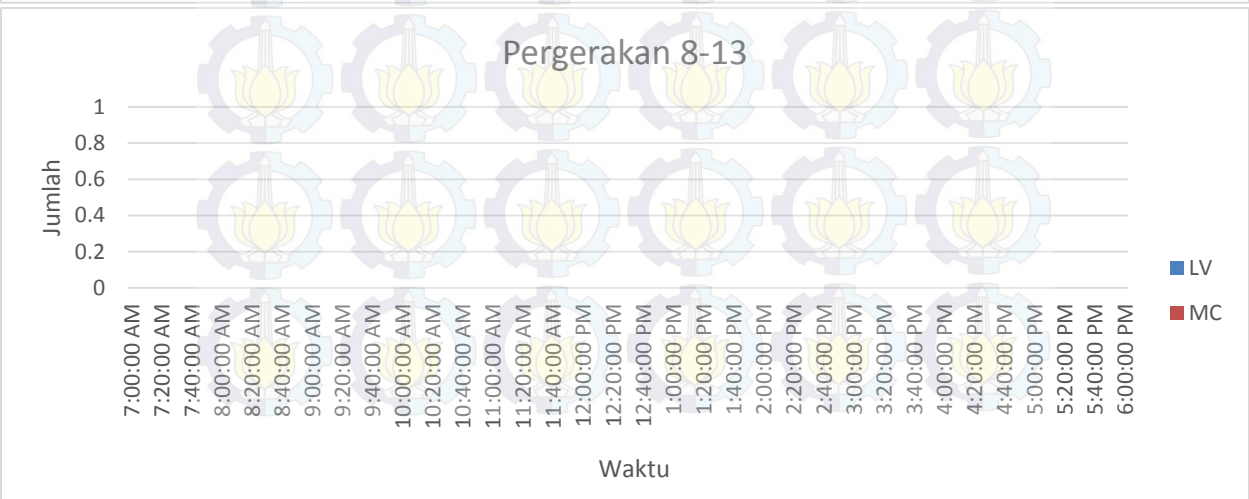 Pergerakan 8-13
Jumlah
1
0.8
0.6
0.4
0.2
0
7:00:00 AM
7:20:00 AM
7:40:00 AM
8:00:00 AM
8:20:00 AM
8:40:00 AM
9:00:00 AM
9:20:00 AM
9:40:00 AM
10:00:00 AM
10:20:00 AM
10:40:00 AM
11:00:00 AM
11:20:00 AM
11:40:00 AM
12:00:00 PM
12:20:00 PM
12:40:00 PM
1:00:00 PM
1:20:00 PM
1:40:00 PM
2:00:00 PM
2:20:00 PM
2:40:00 PM
3:00:00 PM
3:20:00 PM
3:40:00 PM
4:00:00 PM
4:20:00 PM
4:40:00 PM
5:00:00 PM
5:20:00 PM
5:40:00 PM
6:00:00 PM
Waktu
LV
MC